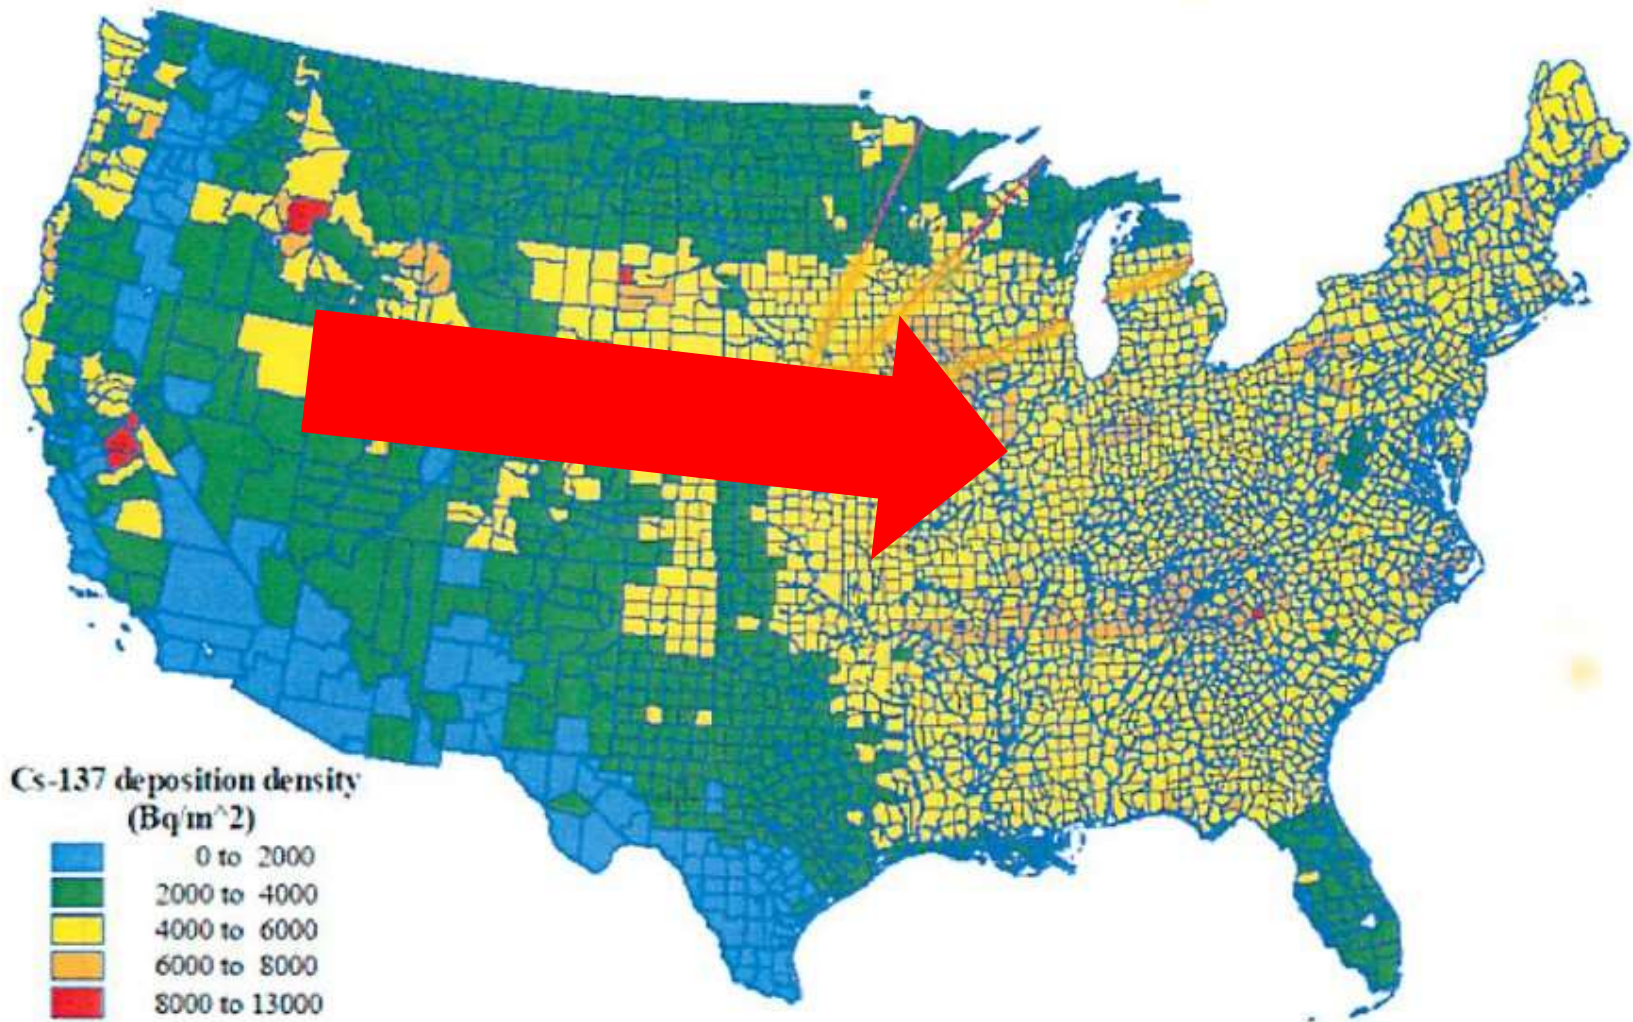 Cs-137 deposition density
(Bq/m^2)
0 to 2000
2000 to 4000
4000 to 6000
6000 to 8000
8000 to 13000